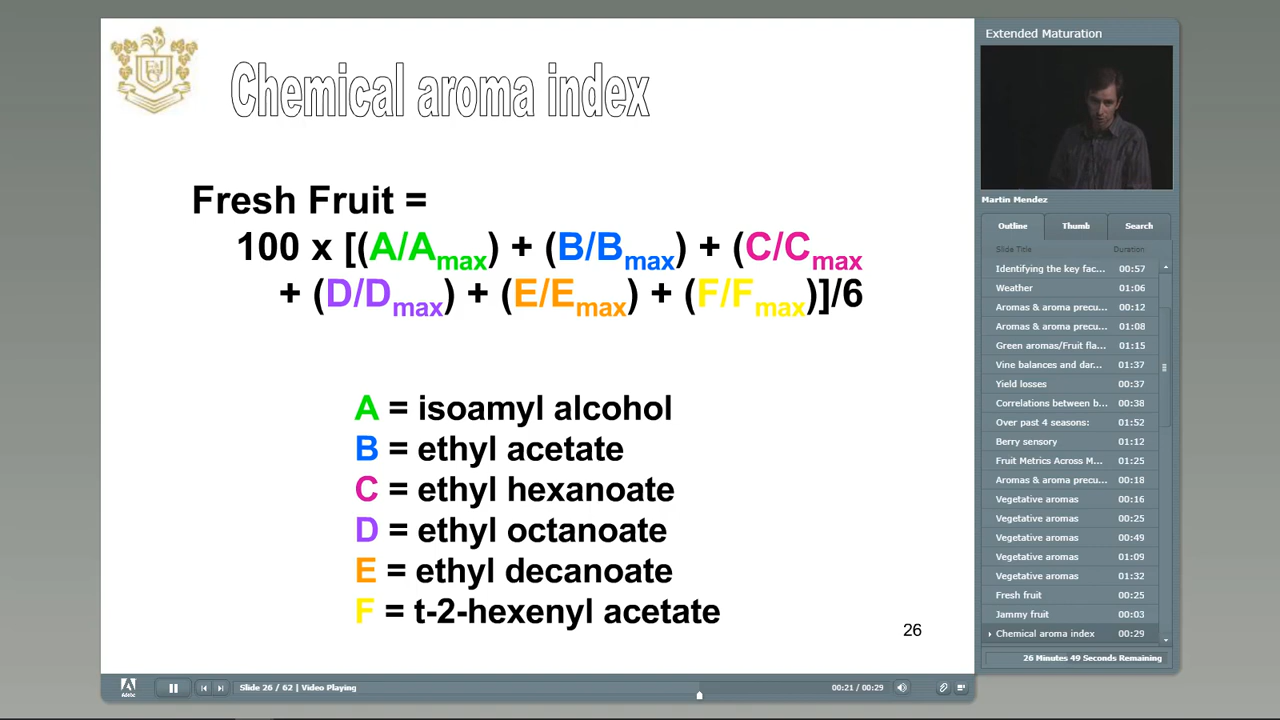 Chemical aroma index
Fresh Fruit =
100 x [(A/Amax) + (B/Bmax) + (C/Cmax
+ (D/Dmax) + (E/Emax) + (F/Fmax)]/6
A = isoamyl alcohol
B = ethyl acetate
C = ethyl hexanoate
D = ethyl octanoate
E = ethyl decanoate
F = t-2-hexenyl acetate
26
Extended Maturation
Martin Mendez
Outline Thumb Search
Slide Title Duration
Identifying the key fac... 00:57
Weather 01:06
Aromas & aroma precu... 00:12
Aromas & aroma precu... 01:08
Green aromas/Fruit fla... 01:15
Vine balances and dar... 01:37
Yield losses 00:37
Correlations between b... 00:38
Over past 4 seasons: 01:52
Berry sensory 01:12
Fruit Metrics Across M... 01:25
Aromas & aroma precu... 00:18
Vegetative aromas 00:16
Vegetative aromas 00:25
Vegetative aromas 00:49
Vegetative aromas 01:09
Vegetative aromas 01:32
Fresh fruit 00:25
Jammy fruit 00:03
Chemical aroma index 00:29
26 Minutes 49 Seconds Remaining
Adobe
Slide 26 / 62 | Video Playing
00:21 / 00:29